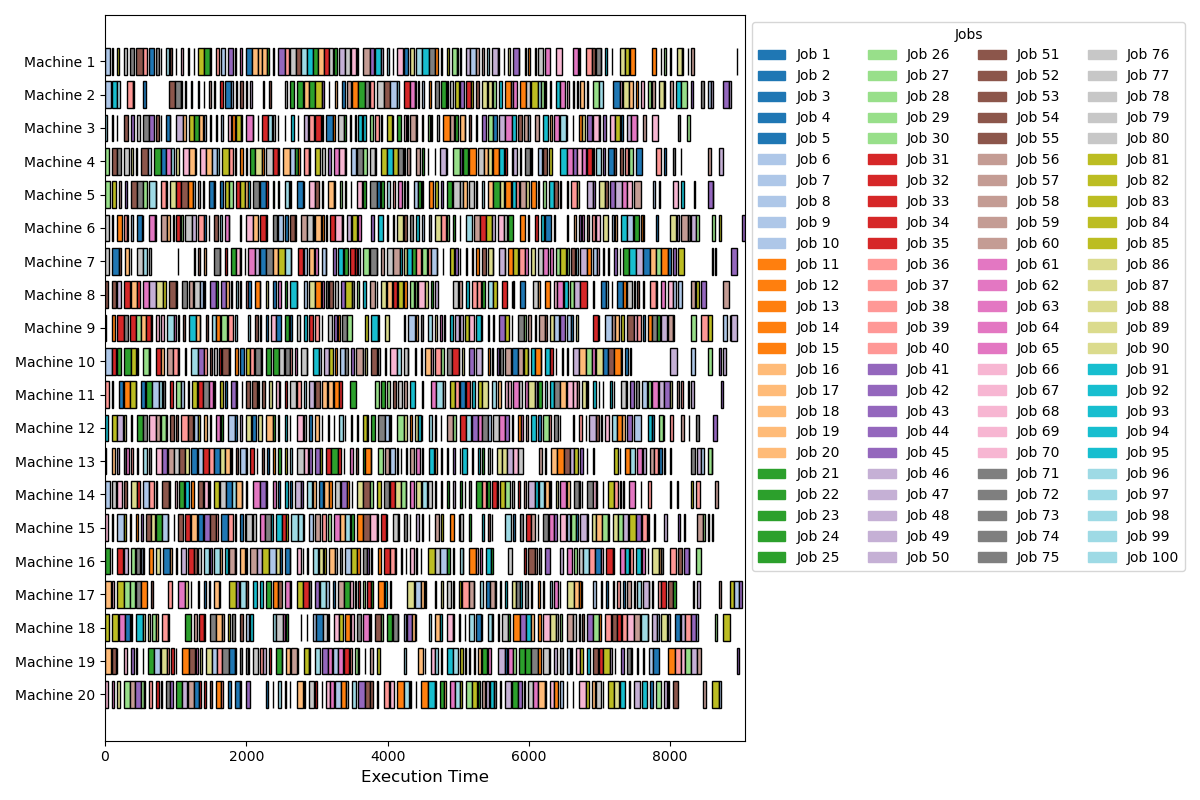 Machine 1
Machine 2
Machine 3
Machine 4
Machine 5
Machine 6
Machine 7
Machine 8
Machine 9
Machine 10
Machine 11
Machine 12
Machine 13
Machine 14
Machine 15
Machine 16
Machine 17
Machine 18
Machine 19
Machine 20
0 2000 4000 6000 8000
Execution Time
Jobs
Job 1 Job 26 Job 51 Job 76
Job 2 Job 27 Job 52 Job 77
Job 3 Job 28 Job 53 Job 78
Job 4 Job 29 Job 54 Job 79
Job 5 Job 30 Job 55 Job 80
Job 6 Job 31 Job 56 Job 81
Job 7 Job 32 Job 57 Job 82
Job 8 Job 33 Job 58 Job 83
Job 9 Job 34 Job 59 Job 84
Job 10 Job 35 Job 60 Job 85
Job 11 Job 36 Job 61 Job 86
Job 12 Job 37 Job 62 Job 87
Job 13 Job 38 Job 63 Job 88
Job 14 Job 39 Job 64 Job 89
Job 15 Job 40 Job 65 Job 90
Job 16 Job 41 Job 66 Job 91
Job 17 Job 42 Job 67 Job 92
Job 18 Job 43 Job 68 Job 93
Job 19 Job 44 Job 69 Job 94
Job 20 Job 45 Job 70 Job 95
Job 21 Job 46 Job 71 Job 96
Job 22 Job 47 Job 72 Job 97
Job 23 Job 48 Job 73 Job 98
Job 24 Job 49 Job 74 Job 99
Job 25 Job 50 Job 75 Job 100